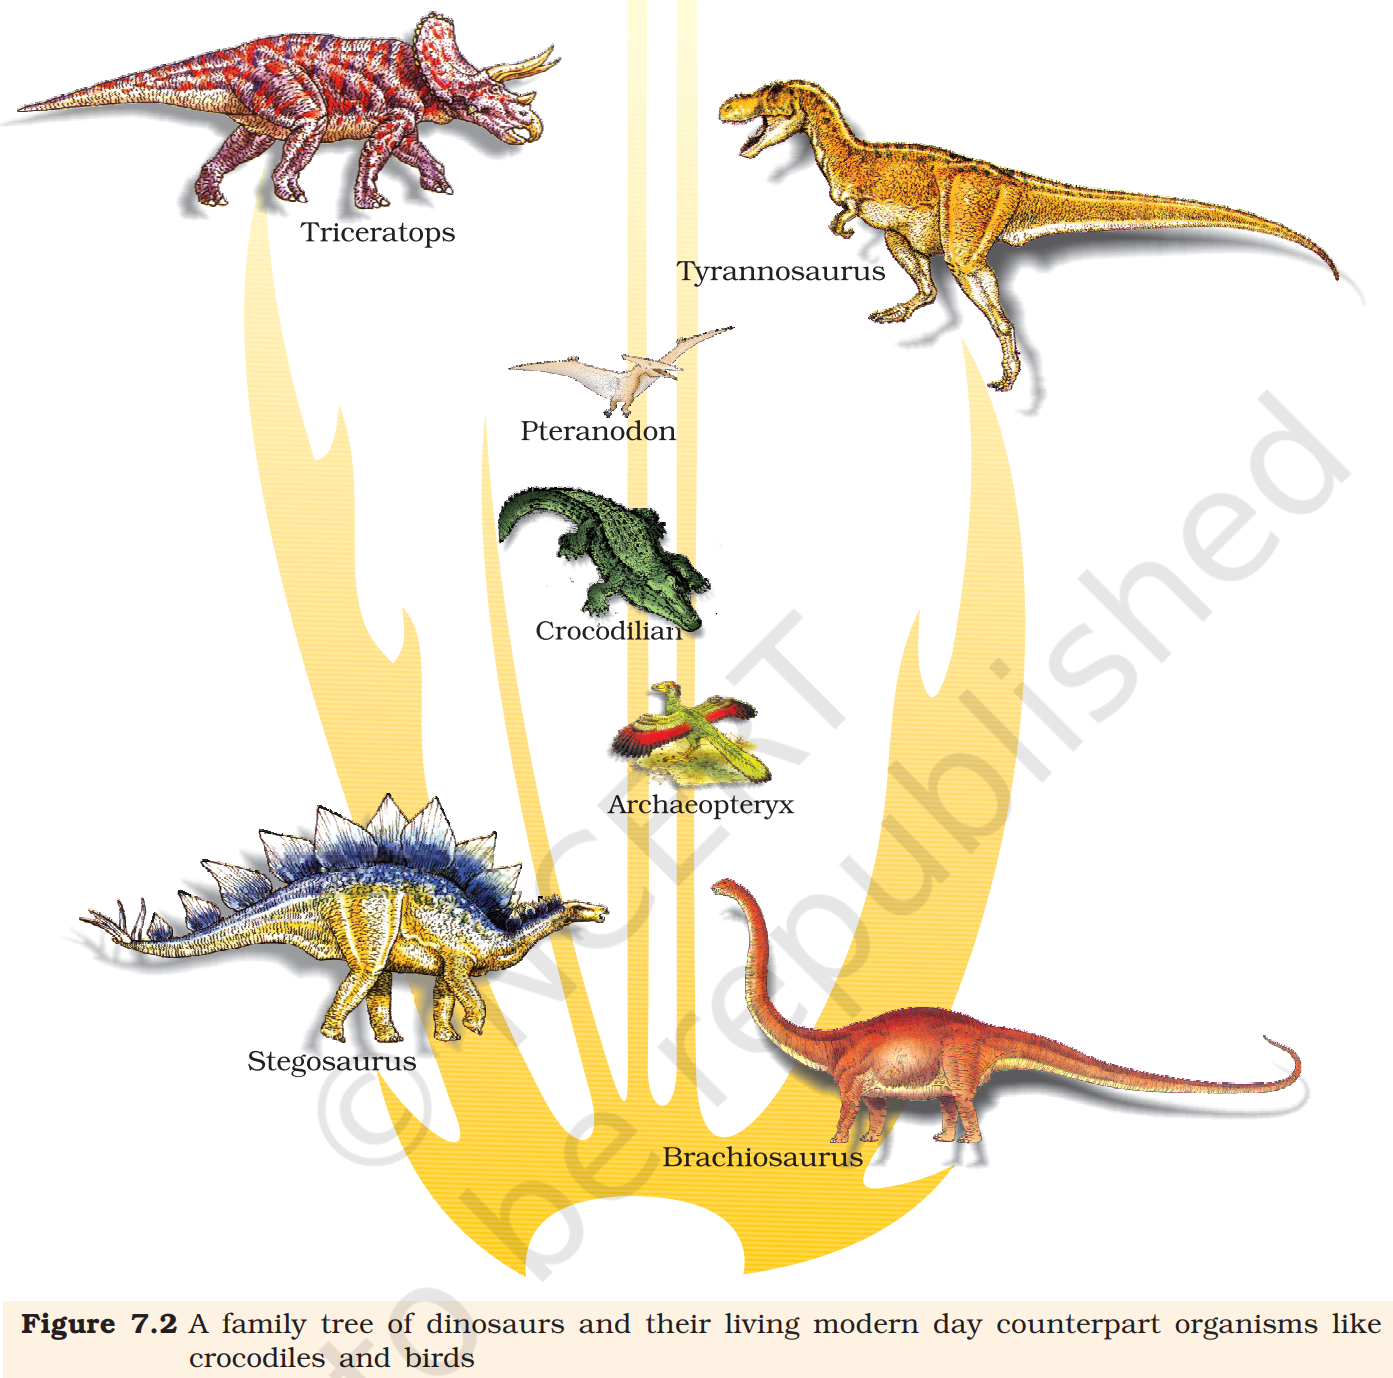 Triceratops
Tyrannosaurus
Pteranodon
Crocodilian
Archaeopteryx
Stegosaurus
Brachiosaurus
© NCERT
to be republished
Figure 7.2 A family tree of dinosaurs and their living modern day counterpart organisms like
crocodiles and birds